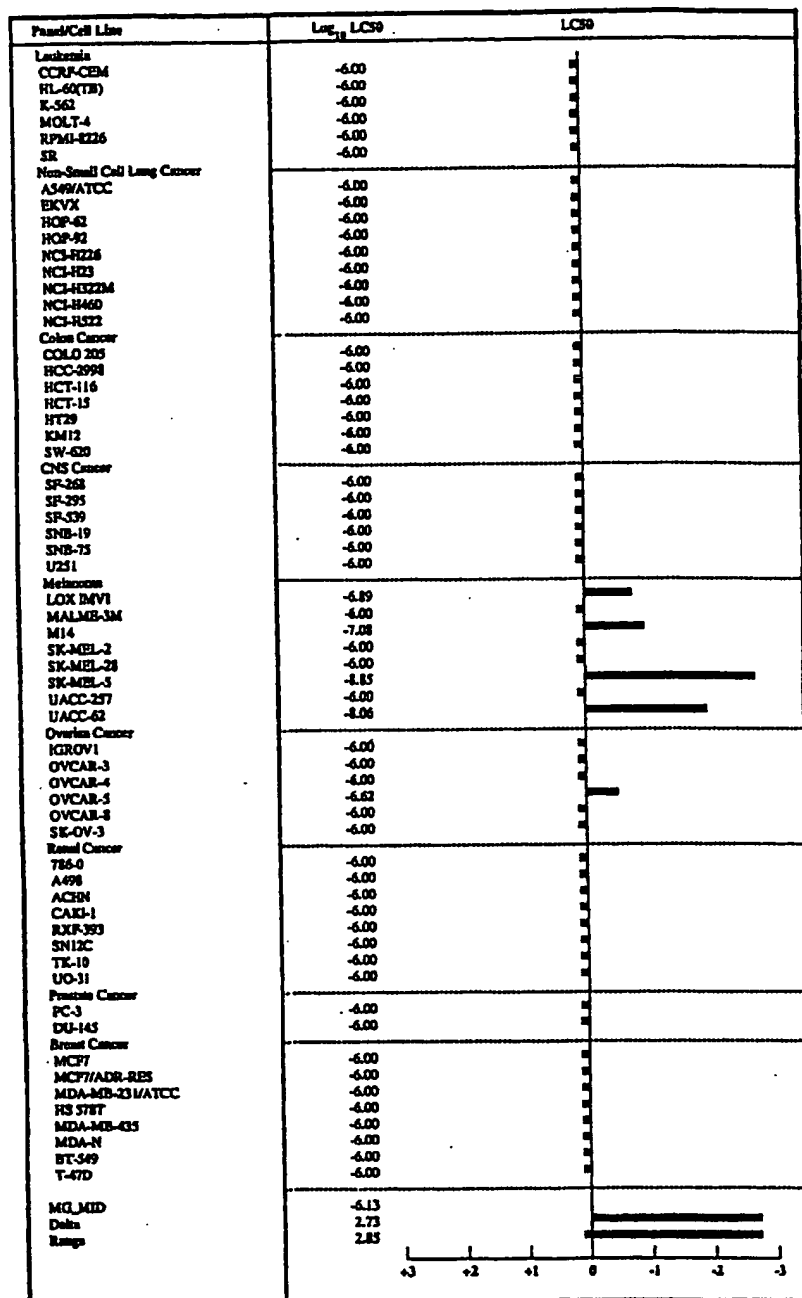 Panel/Cell Line Log10 LC50 LC50
Leukemia
CCRF-CEM -6.00
HL-60(TB) -6.00
K-562 -6.00
MOLT-4 -6.00
RPMI-8226 -6.00
SR -6.00
Non-Small Cell Lung Cancer
A549/ATCC -6.00
EKVX -6.00
HOP-62 -6.00
HOP-92 -6.00
NCI-H226 -6.00
NCI-H23 -6.00
NCI-H322M -6.00
NCI-H460 -6.00
NCI-H522 -6.00
Colon Cancer
COLO 205 -6.00
HCC-2998 -6.00
HCT-116 -6.00
HCT-15 -6.00
HT29 -6.00
KM12 -6.00
SW-620 -6.00
CNS Cancer
SF-268 -6.00
SF-295 -6.00
SF-539 -6.00
SNB-19 -6.00
SNB-75 -6.00
U251 -6.00
Melanoma
LOX IMVI -6.89
MALME-3M -6.00
M14 -7.08
SK-MEL-2 -6.00
SK-MEL-28 -6.00
SK-MEL-5 -8.85
UACC-257 -6.00
UACC-62 -8.06
Ovarian Cancer
IGROV1 -6.00
OVCAR-3 -6.00
OVCAR-4 -6.00
OVCAR-5 -6.62
OVCAR-8 -6.00
SK-OV-3 -6.00
Renal Cancer
786-0 -6.00
A498 -6.00
ACHN -6.00
CAKI-1 -6.00
RXF-393 -6.00
SN12C -6.00
TK-10 -6.00
UO-31 -6.00
Prostate Cancer
PC-3 -6.00
DU-145 -6.00
Breast Cancer
MCF7 -6.00
MCF7/ADR-RES -6.00
MDA-MB-231/ATCC -6.00
HS 578T -6.00
MDA-MB-435 -6.00
MDA-N -6.00
BT-549 -6.00
T-47D -6.00
MG_MID -6.13
Delta 2.73
Range 2.85
+3 +2 +1 0 -1 -2 -3